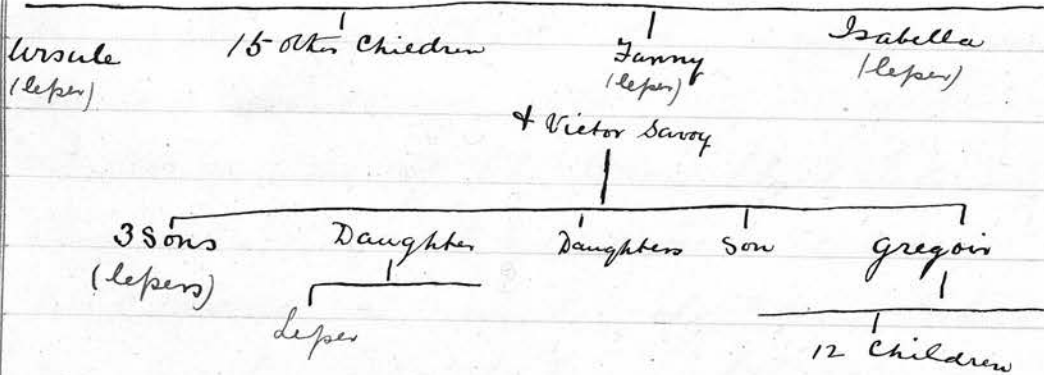 Ursule
(leper)
15 other Children
Fanny
(leper)
Isabella
(leper)
+ Victor Savoy
3 Sons
(lepers)
Daughter
Daughters
Son
Gregoir
Leper
12 Children